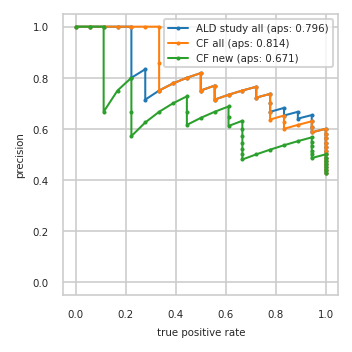 ALD study all (aps: 0.796)
CF all (aps: 0.814)
CF new (aps: 0.671)
precision
1.0
0.8
0.6
0.4
0.2
0.0
0.0 0.2 0.4 0.6 0.8 1.0
true positive rate